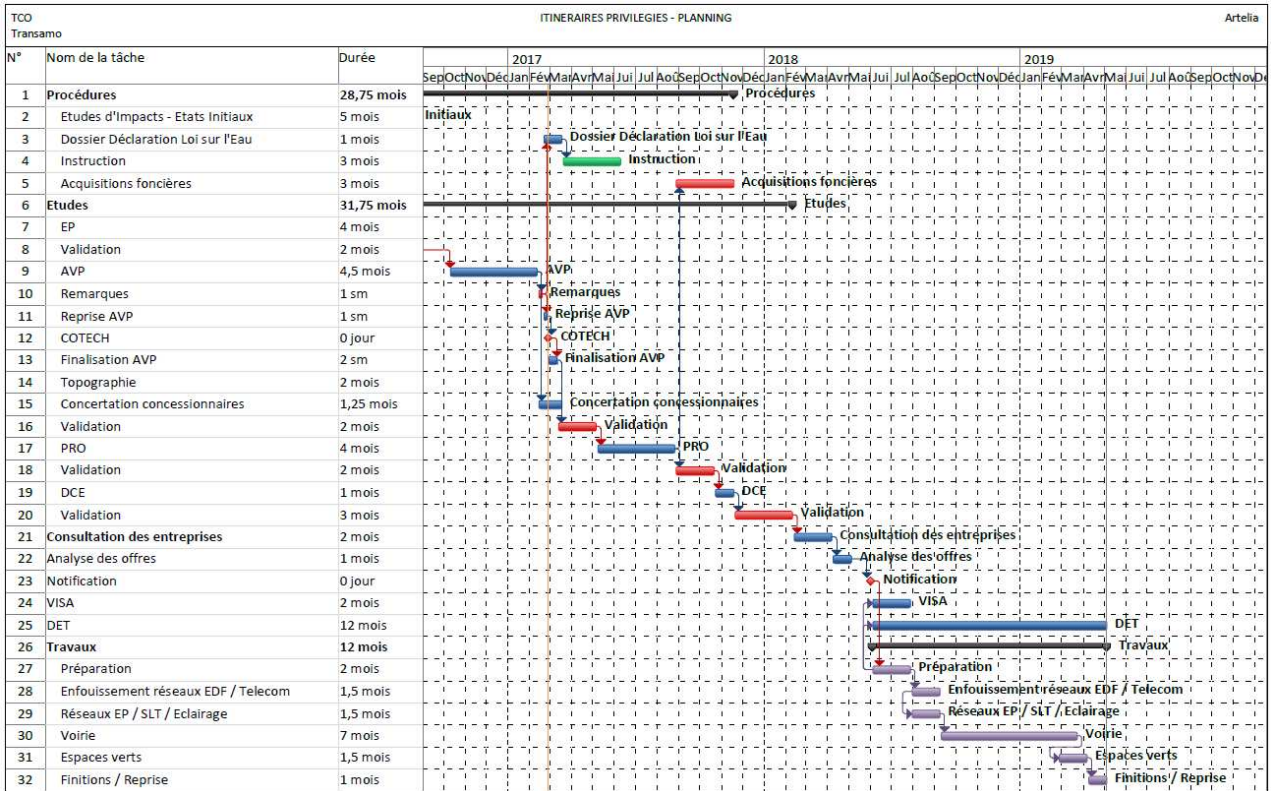 TCO ITINERAIRES PRIVILEGIES - PLANNING Artelia
Transamo
N° Nom de la tâche Durée 2017 2018 2019
Sep Oct Nov Déc Jan Fév Mar Avr Mai Jui Jul Aoû Sep Oct Nov Déc Jan Fév Mar Avr Mai Jui Jul Aoû Sep Oct Nov Déc Jan Fév Mar Avr Mai Jui Jul Aoû Sep Oct Nov De
1 Procédures 28,75 mois Procédures
2 Etudes d'Impacts - Etats Initiaux 5 mois Initiaux
3 Dossier Déclaration Loi sur l'Eau 1 mois Dossier Déclaration Loi sur l'Eau
4 Instruction 3 mois Instruction
5 Acquisitions foncières 3 mois Acquisitions foncières
6 Etudes 31,75 mois Etudes
7 EP 4 mois
8 Validation 2 mois
9 AVP 4,5 mois AVP
10 Remarques 1 sm Remarques
11 Reprise AVP 1 sm Reprise AVP
12 COTECH 0 jour COTECH
13 Finalisation AVP 2 sm Finalisation AVP
14 Topographie 2 mois
15 Concertation concessionnaires 1,25 mois Concertation concessionnaires
16 Validation 2 mois Validation
17 PRO 4 mois PRO
18 Validation 2 mois Validation
19 DCE 1 mois DCE
20 Validation 3 mois Validation
21 Consultation des entreprises 2 mois Consultation des entreprises
22 Analyse des offres 1 mois Analyse des offres
23 Notification 0 jour Notification
24 VISA 2 mois VISA
25 DET 12 mois DET
26 Travaux 12 mois Travaux
27 Préparation 2 mois Préparation
28 Enfouissement réseaux EDF / Telecom 1,5 mois Enfouissement réseaux EDF / Telecom
29 Réseaux EP / SLT / Eclairage 1,5 mois Réseaux EP / SLT / Eclairage
30 Voirie 7 mois Voirie
31 Espaces verts 1,5 mois Espaces verts
32 Finitions / Reprise 1 mois Finitions / Reprise